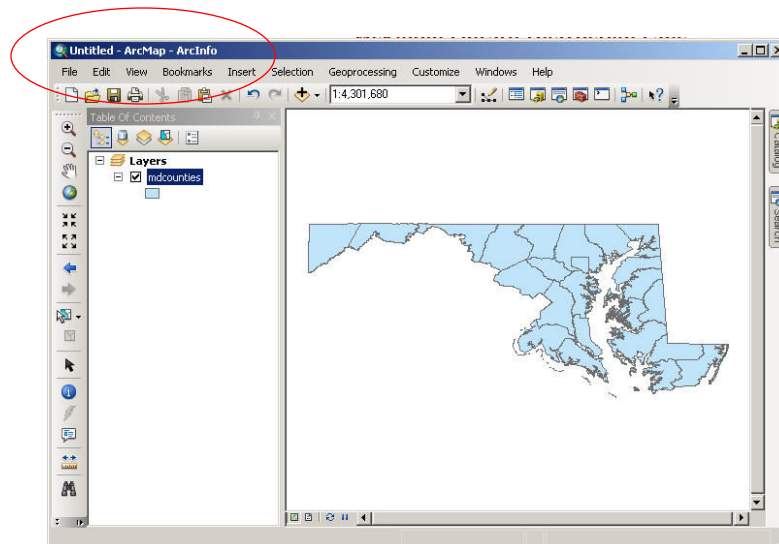 Untitled - ArcMap - ArcInfo
File Edit View Bookmarks Insert Selection Geoprocessing Customize Windows Help
1:4,301,680
Table Of Contents
Layers
mdcounties
Catalog
Search